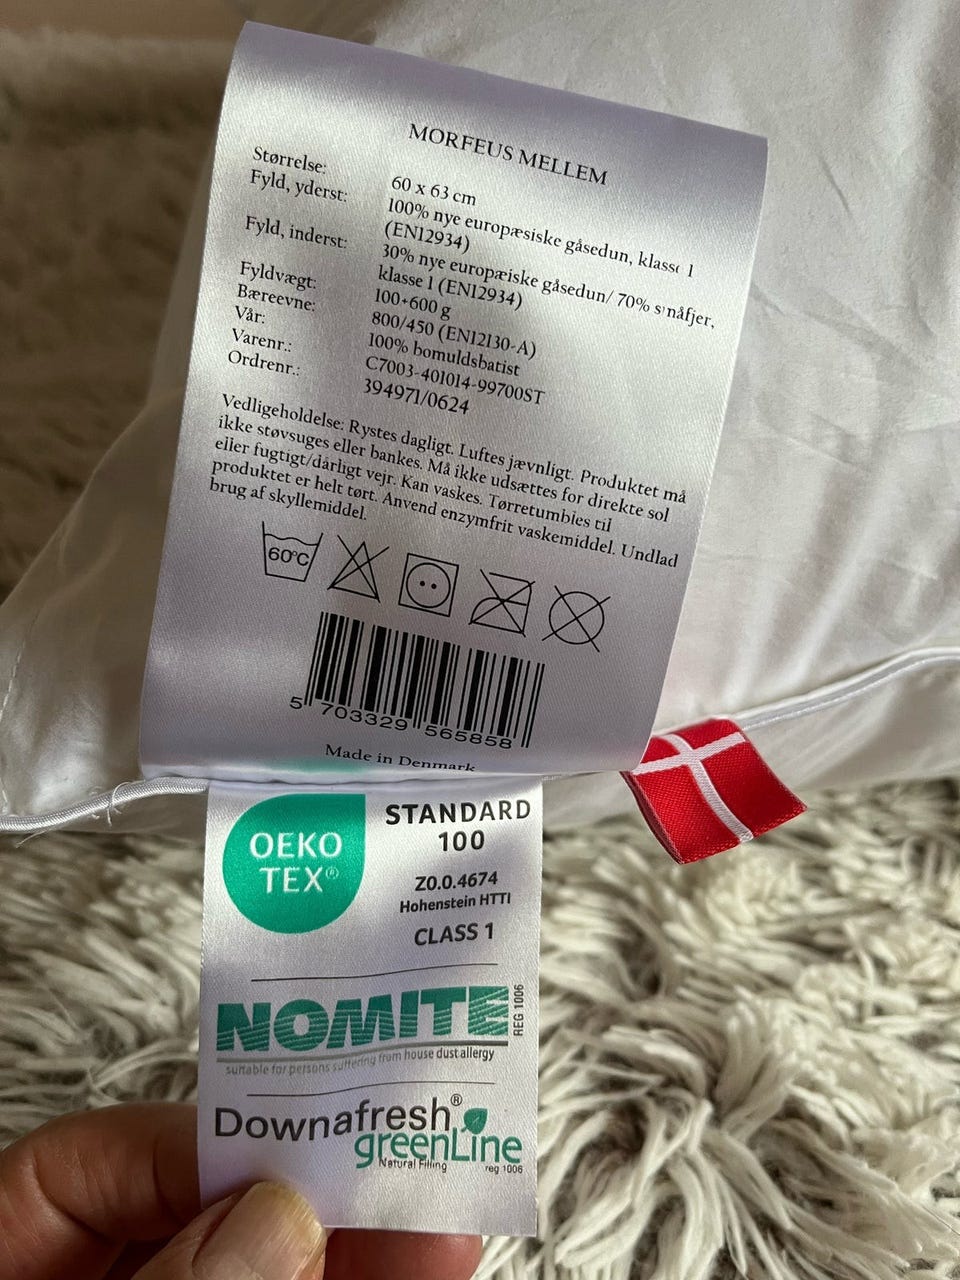 MORFEUS MELLEM
Størrelse: 60 x 63 cm
Fyld, yderst: 100% nye europæsiske gåsedun, klasse 1
(EN12934)
Fyld, inderst: 30% nye europæiske gåsedun/ 70% småfjer,
klasse 1 (EN12934)
Fyldvægt: 100+600 g
Bæreevne: 800/450 (EN12130-A)
Vår: 100% bomuldsbatist
Varenr.: C7003-401014-99700ST
Ordrenr.: 394971/0624
Vedligeholdelse: Rystes dagligt. Luftes jævnligt. Produktet må
ikke støvsuges eller bankes. Må ikke udsættes for direkte sol
eller fugtigt/dårligt vejr. Kan vaskes. Tørretumbles til
produktet er helt tørt. Anvend enzymfrit vaskemiddel. Undlad
brug af skyllemiddel.
60°C
5 703329 565858
Made in Denmark
OEKO
TEX®
STANDARD
100
Z0.0.4674
Hohenstein HTTI
CLASS 1
NOMITE
REG 1006
suitable for persons suffering from house dust allergy
Downafresh®
greenLine
Natural Filling
reg 1006